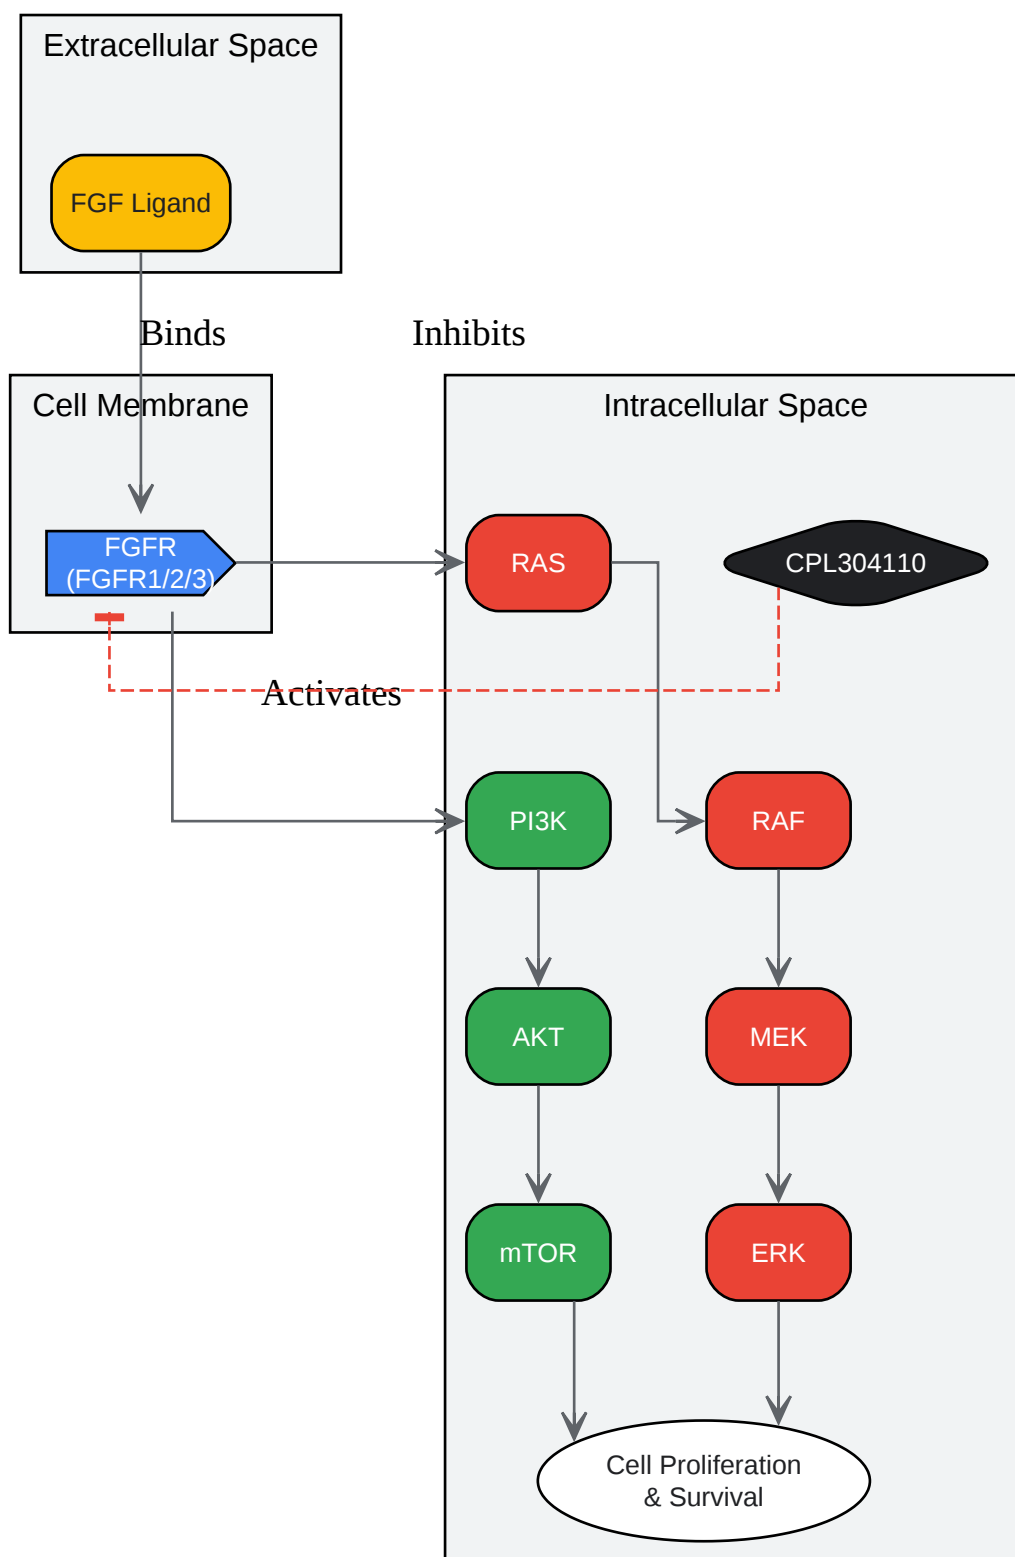 Extracellular Space
FGF Ligand
Binds
Inhibits
Cell Membrane
Intracellular Space
FGFR
(FGFR1/2/3)
RAS
CPL304110
Activates
PI3K
RAF
AKT
MEK
mTOR
ERK
Cell Proliferation
& Survival